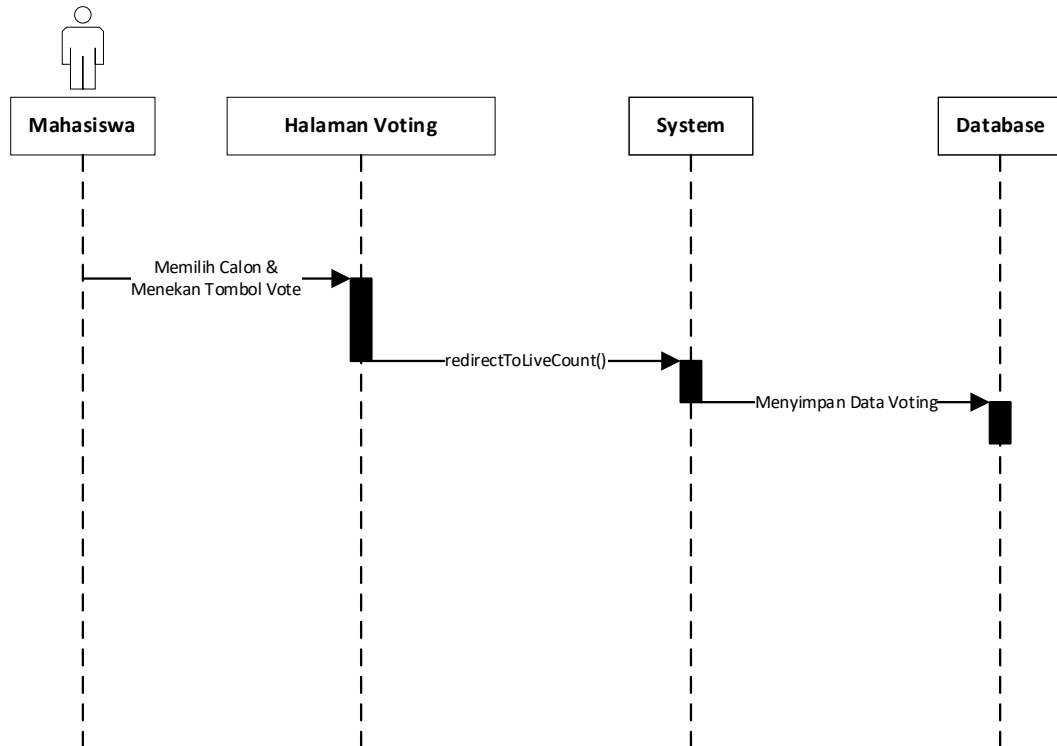 Mahasiswa
Halaman Voting
System
Database
Memilih Calon &
Menekan Tombol Vote
redirectToLiveCount()
Menyimpan Data Voting